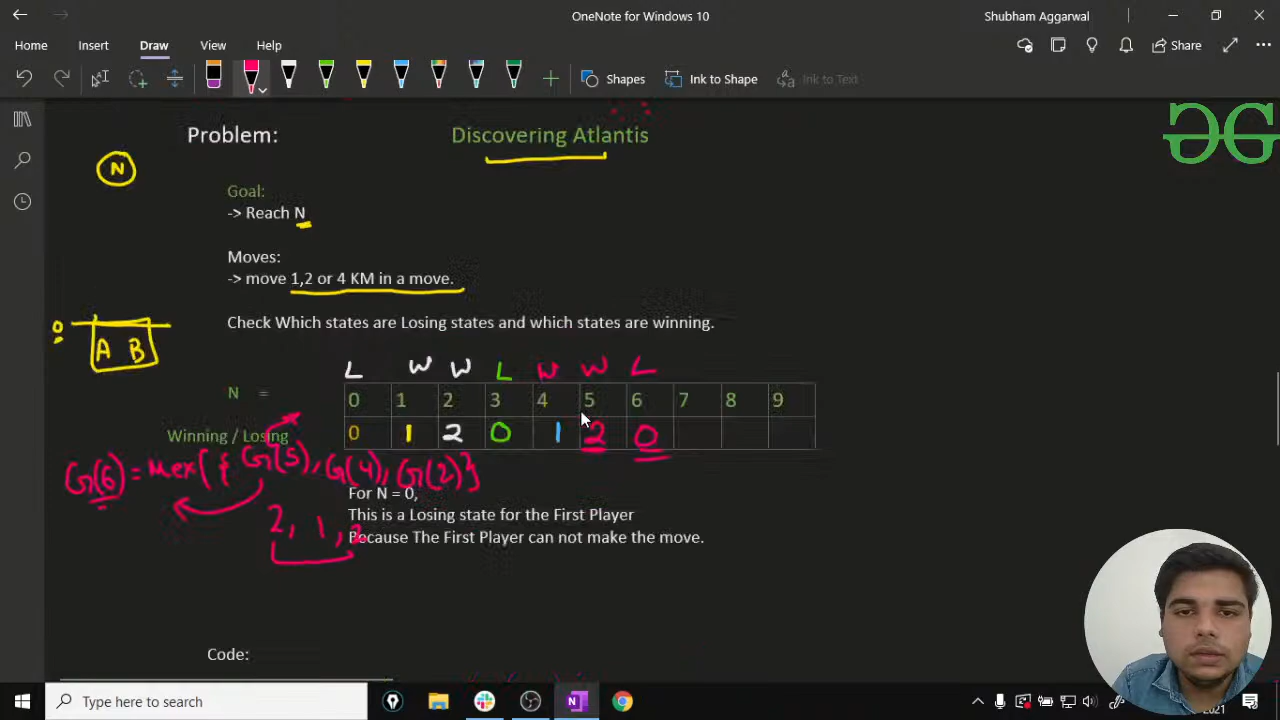 OneNote for Windows 10
Shubham Aggarwal
Home Insert Draw View Help
Share
Shapes
Ink to Shape
Ink to Text
Problem: Discovering Atlantis
N
Goal:
-> Reach N
Moves:
-> move 1,2 or 4 KM in a move.
Check Which states are Losing states and which states are winning.
0
A B
L W W L W W L
N = 0 1 2 3 4 5 6 7 8 9
Winning / Losing 0 1 2 0 1 2 0
G(6) = Mex({ G(5), G(4), G(2)}
For N = 0,
This is a Losing state for the First Player
2, 1, 2
Because The First Player can not make the move.
Code:
Type here to search
2021